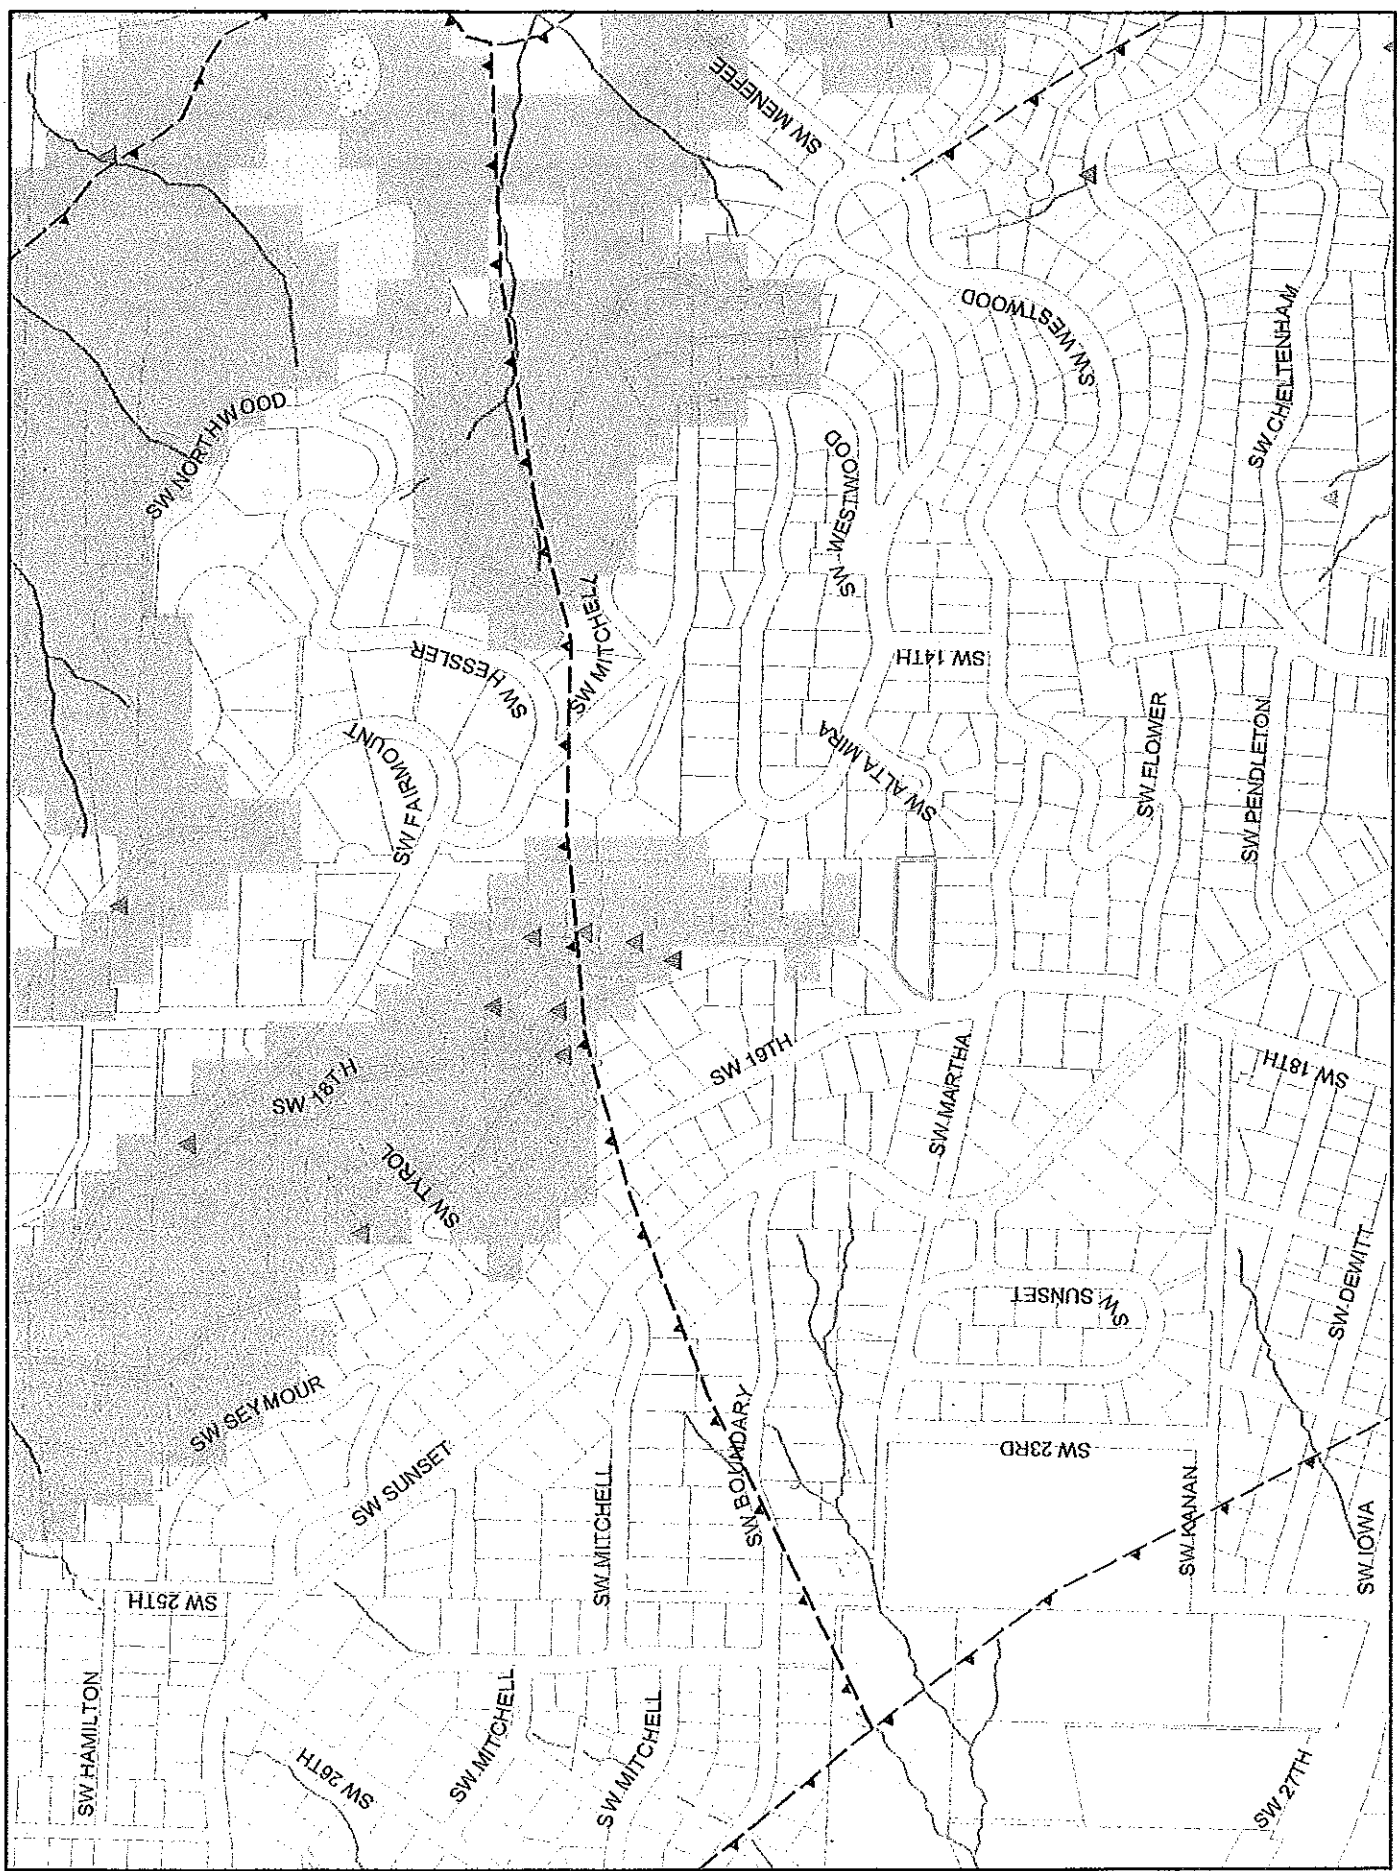 SW MENEFEE
SW NORTHWOOD
SW WESTWOOD
SW CHELTENHAM
SW WESTWOOD
SW MITCHELL
SW HESSLER
SW 14TH
SW FAIRMOUNT
SW ALTA MIRA
SW FLOWER
SW PENDLETON
SW 18TH
SW 19TH
SW MARTHA
SW 18TH
SW TYROL
SW SUNSET
SW DEWITT
SW SEYMOUR
SW SUNSET
SW BOUNDARY
SW 23RD
SW MITCHELL
SW KANAN
SW IOWA
SW 25TH
SW HAMILTON
SW 26TH
SW MITCHELL
SW MITCHELL
SW 27TH